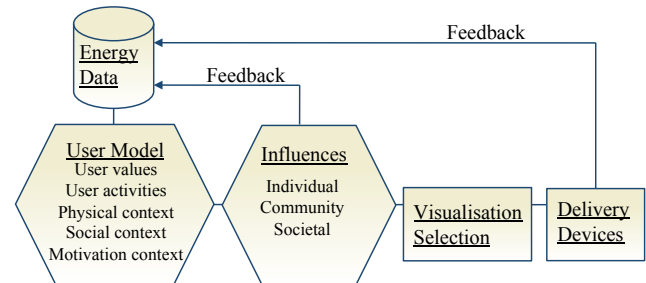 Energy
Data
Feedback
Feedback
User Model
User values
User activities
Physical context
Social context
Motivation context
Influences
Individual
Community
Societal
Visualisation
Selection
Delivery
Devices